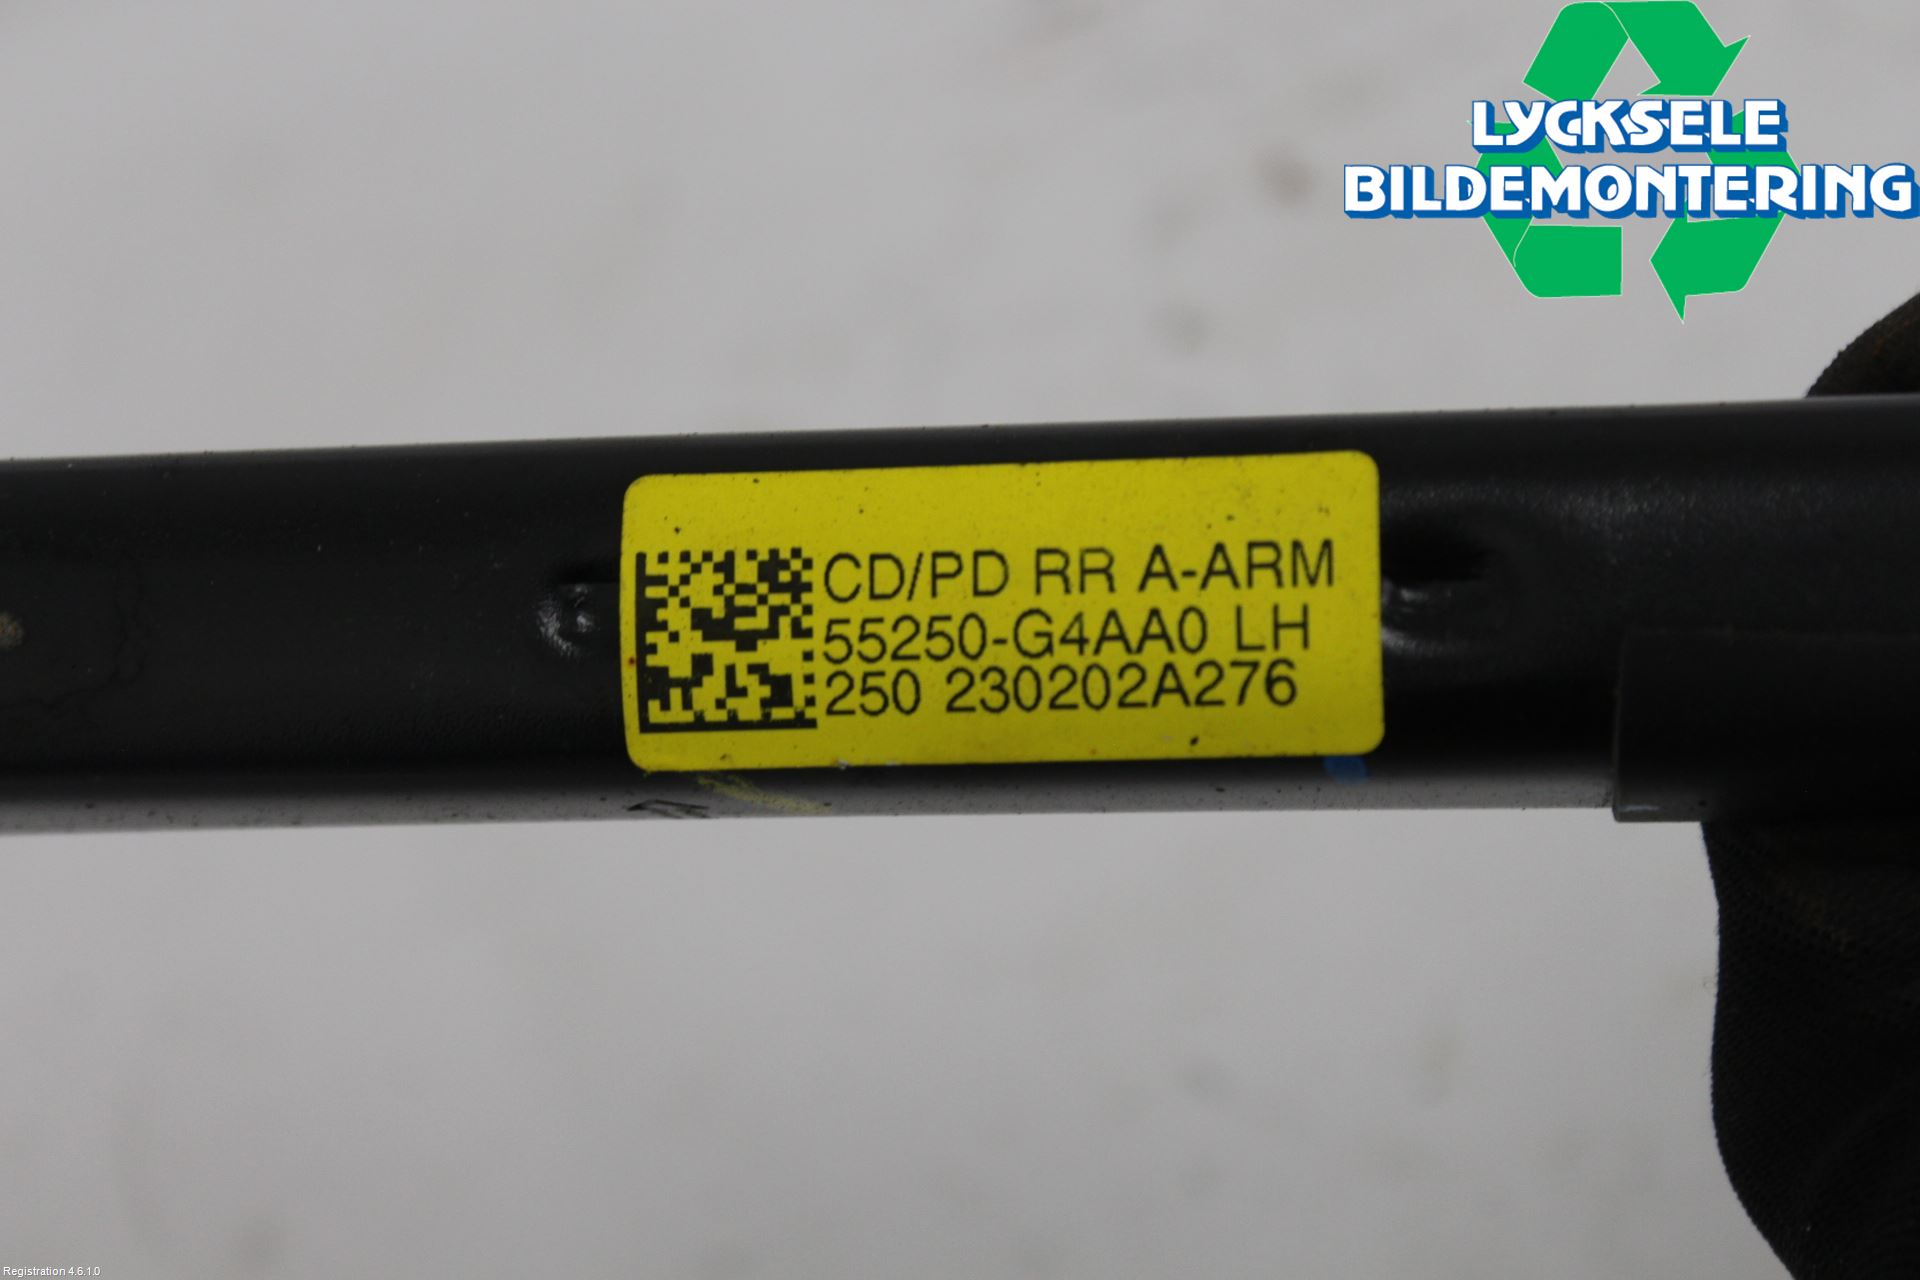 LYCKSELE
BILDEMONTERING
CD/PD RR A-ARM
55250-G4AA0 LH
250 230202A276
Registration 4.6.1.0